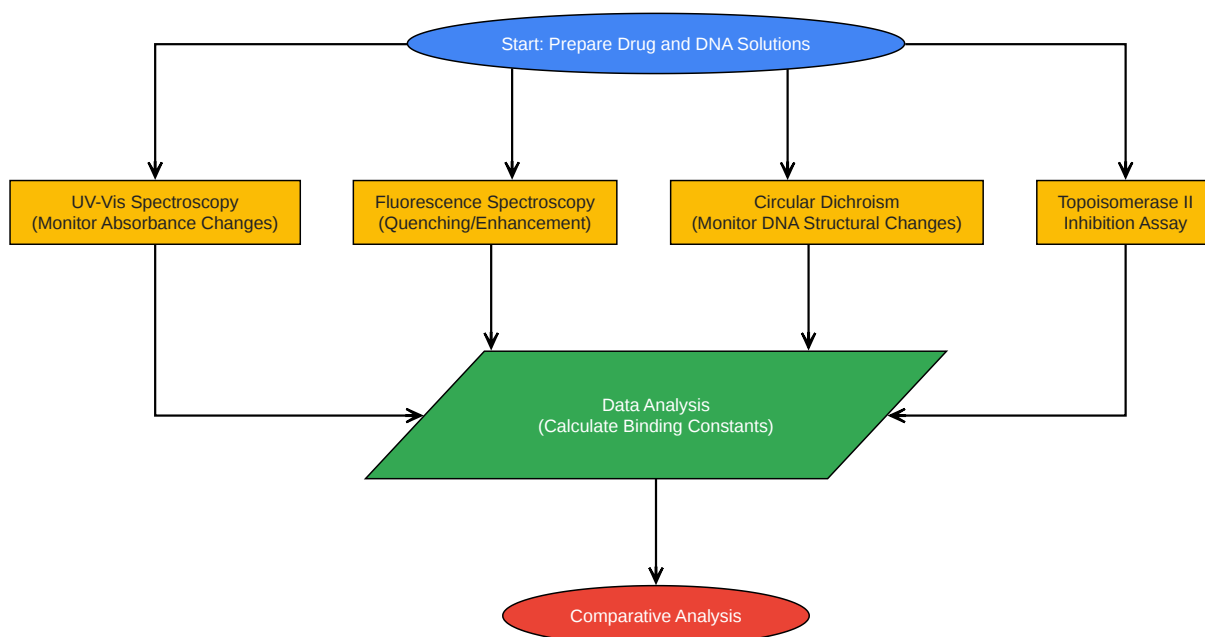 Start: Prepare Drug and DNA Solutions
UV-Vis Spectroscopy
(Monitor Absorbance Changes)
Fluorescence Spectroscopy
(Quenching/Enhancement)
Circular Dichroism
(Monitor DNA Structural Changes)
Topoisomerase II
Inhibition Assay
Data Analysis
(Calculate Binding Constants)
Comparative Analysis